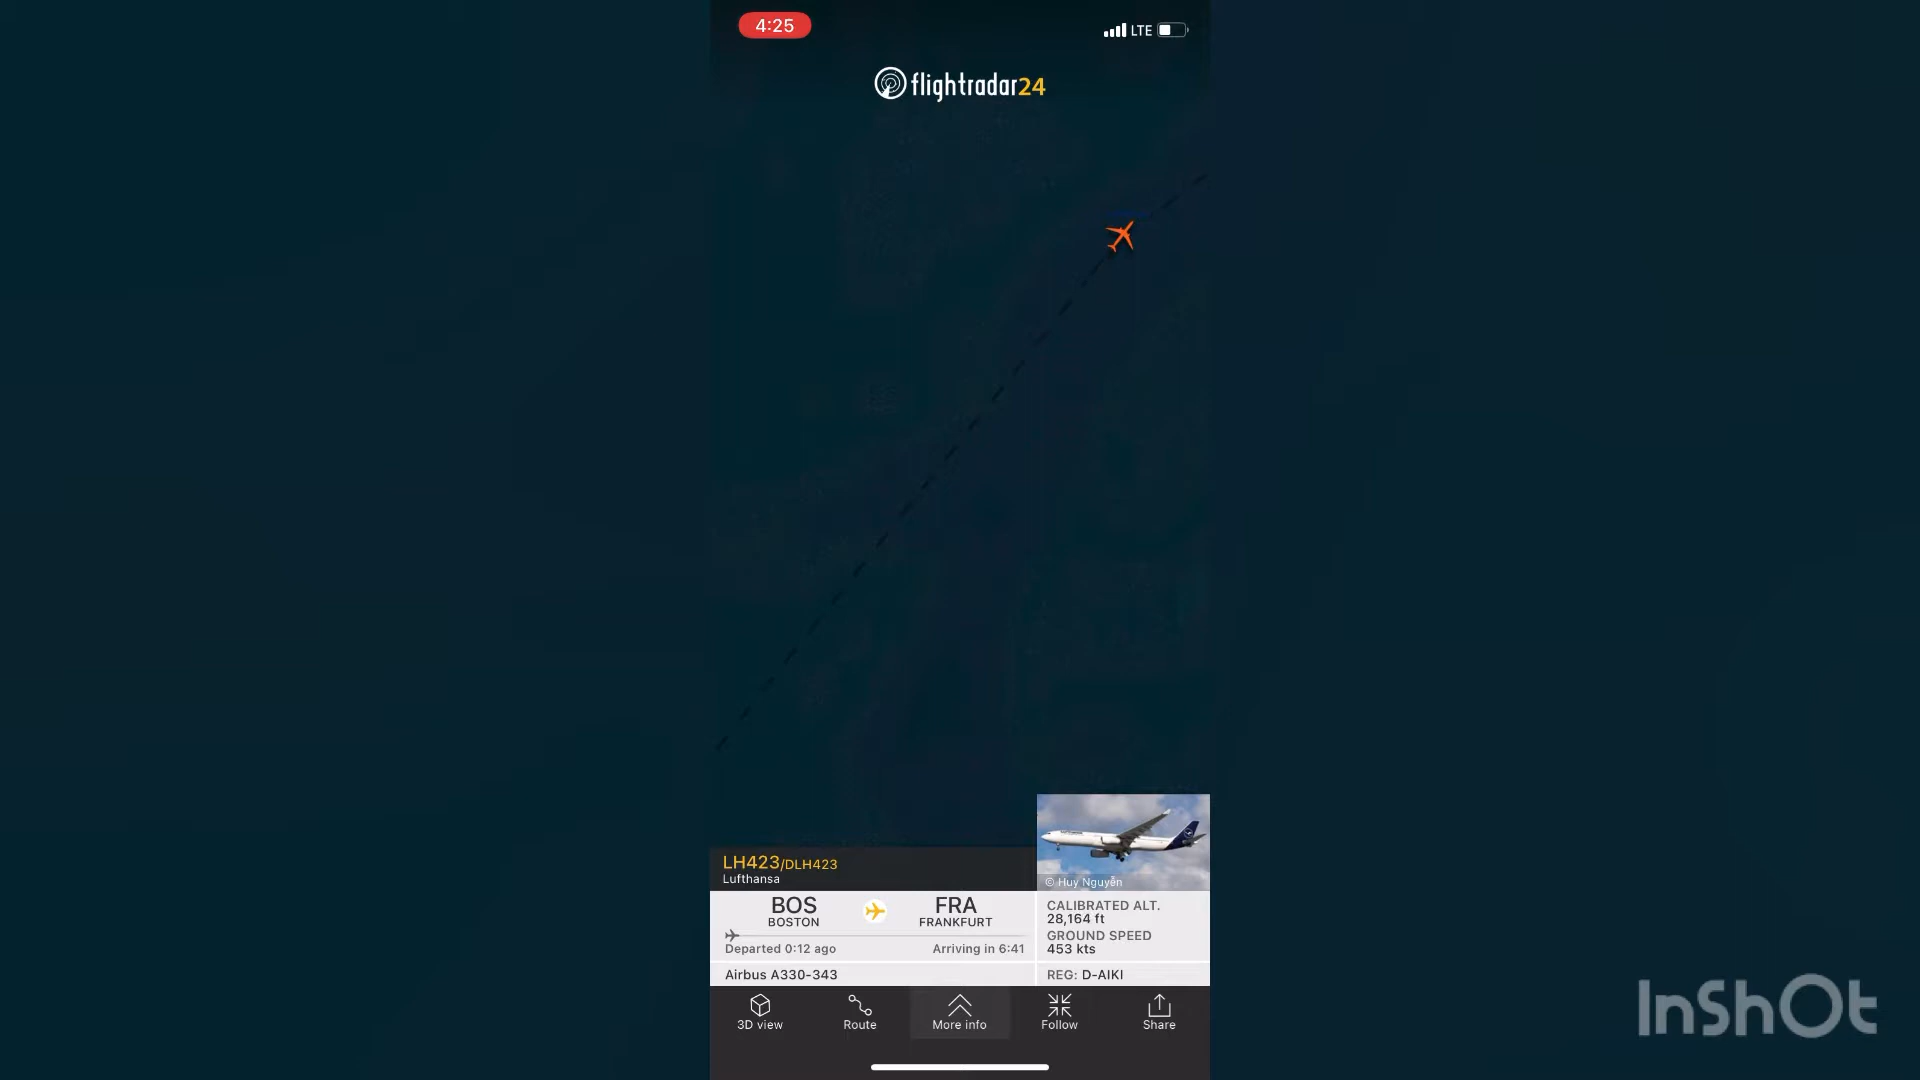 4:25
LTE
flightradar24
LH423/DLH423
Lufthansa
© Huy Nguyễn
BOS
BOSTON
FRA
FRANKFURT
Departed 0:12 ago
Arriving in 6:41
CALIBRATED ALT.
28,164 ft
GROUND SPEED
453 kts
Airbus A330-343
REG: D-AIKI
3D view
Route
More info
Follow
Share
InShOt